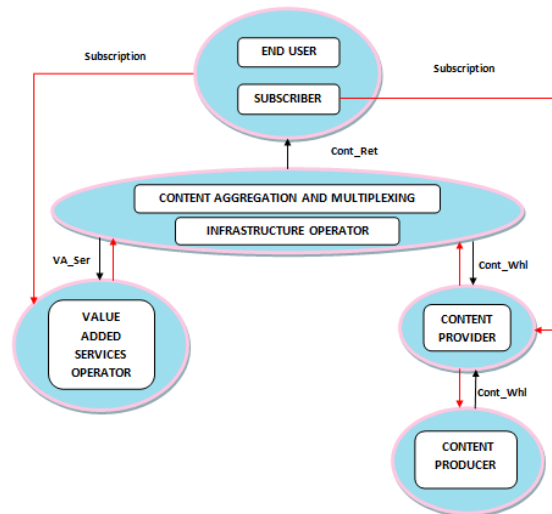 END USER
Subscription
Subscription
SUBSCRIBER
Cont_Ret
CONTENT AGGREGATION AND MULTIPLEXING
INFRASTRUCTURE OPERATOR
VA_Ser
Cont_Whl
VALUE
ADDED
SERVICES
OPERATOR
CONTENT
PROVIDER
Cont_Whl
CONTENT
PRODUCER